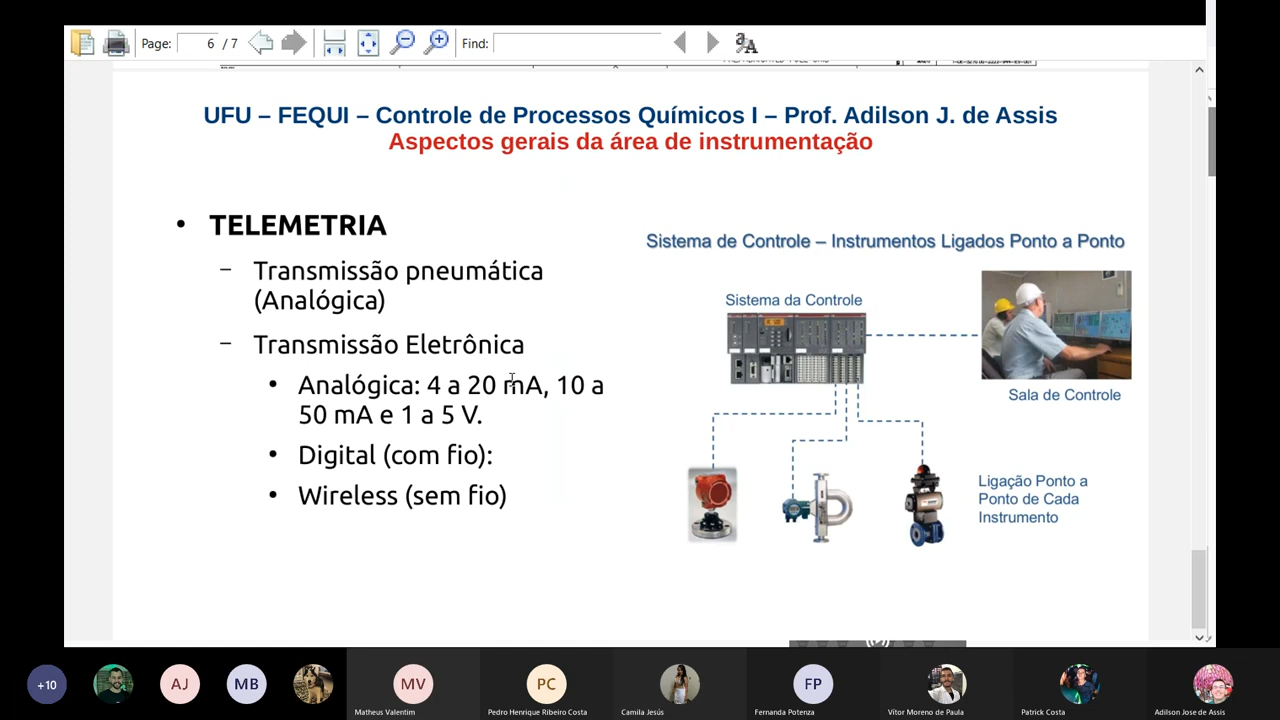 Page:
6
/ 7
Find:
UFU – FEQUI – Controle de Processos Químicos I – Prof. Adilson J. de Assis
Aspectos gerais da área de instrumentação
• TELEMETRIA
– Transmissão pneumática
(Analógica)
– Transmissão Eletrônica
• Analógica: 4 a 20 mA, 10 a
50 mA e 1 a 5 V.
• Digital (com fio):
• Wireless (sem fio)
Sistema de Controle – Instrumentos Ligados Ponto a Ponto
Sistema da Controle
Sala de Controle
Ligação Ponto a
Ponto de Cada
Instrumento
+10
AJ
MB
MV
Matheus Valentim
PC
Pedro Henrique Ribeiro Costa
Camila Jesús
FP
Fernanda Potenza
Vítor Moreno de Paula
Patrick Costa
Adilson Jose de Assis